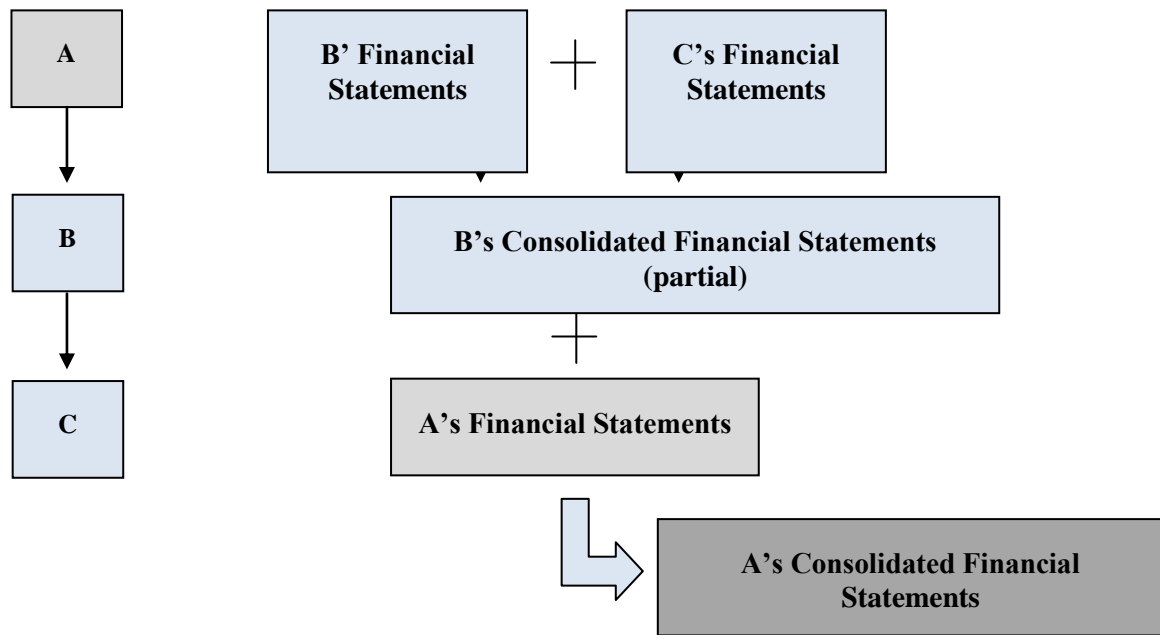 A
B
C
B’ Financial
Statements
C’s Financial
Statements
B’s Consolidated Financial Statements
(partial)
A’s Financial Statements
A’s Consolidated Financial
Statements